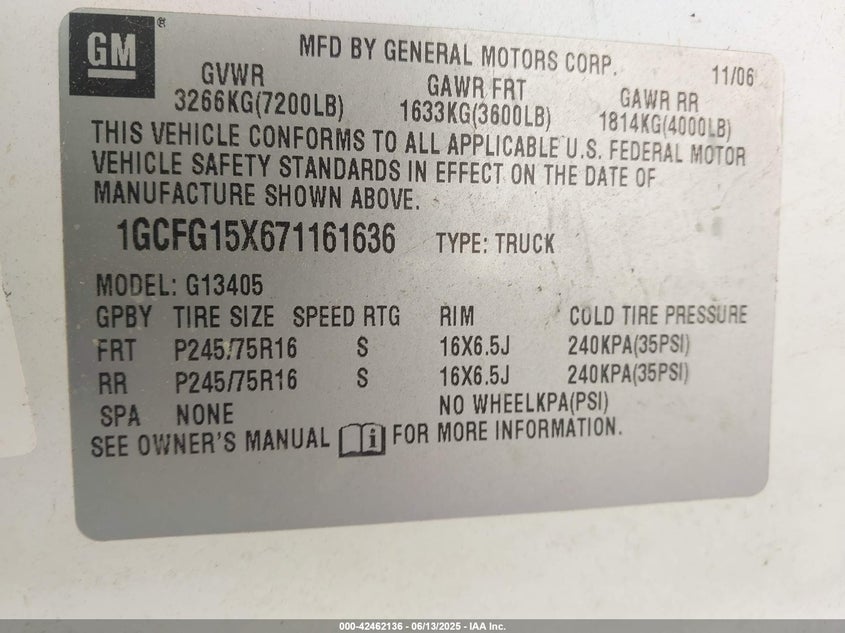 GM ®
MFD BY GENERAL MOTORS CORP. 11/06
GVWR GAWR FRT GAWR RR
3266KG(7200LB) 1633KG(3600LB) 1814KG(4000LB)
THIS VEHICLE CONFORMS TO ALL APPLICABLE U.S. FEDERAL MOTOR
VEHICLE SAFETY STANDARDS IN EFFECT ON THE DATE OF
MANUFACTURE SHOWN ABOVE.
1GCFG15X671161636 TYPE: TRUCK
MODEL: G13405
GPBY TIRE SIZE SPEED RTG RIM COLD TIRE PRESSURE
FRT P245/75R16 S 16X6.5J 240KPA(35PSI)
RR P245/75R16 S 16X6.5J 240KPA(35PSI)
SPA NONE NO WHEELKPA(PSI)
SEE OWNER'S MANUAL i FOR MORE INFORMATION.
000-42462136 - 06/13/2025 - IAA Inc.